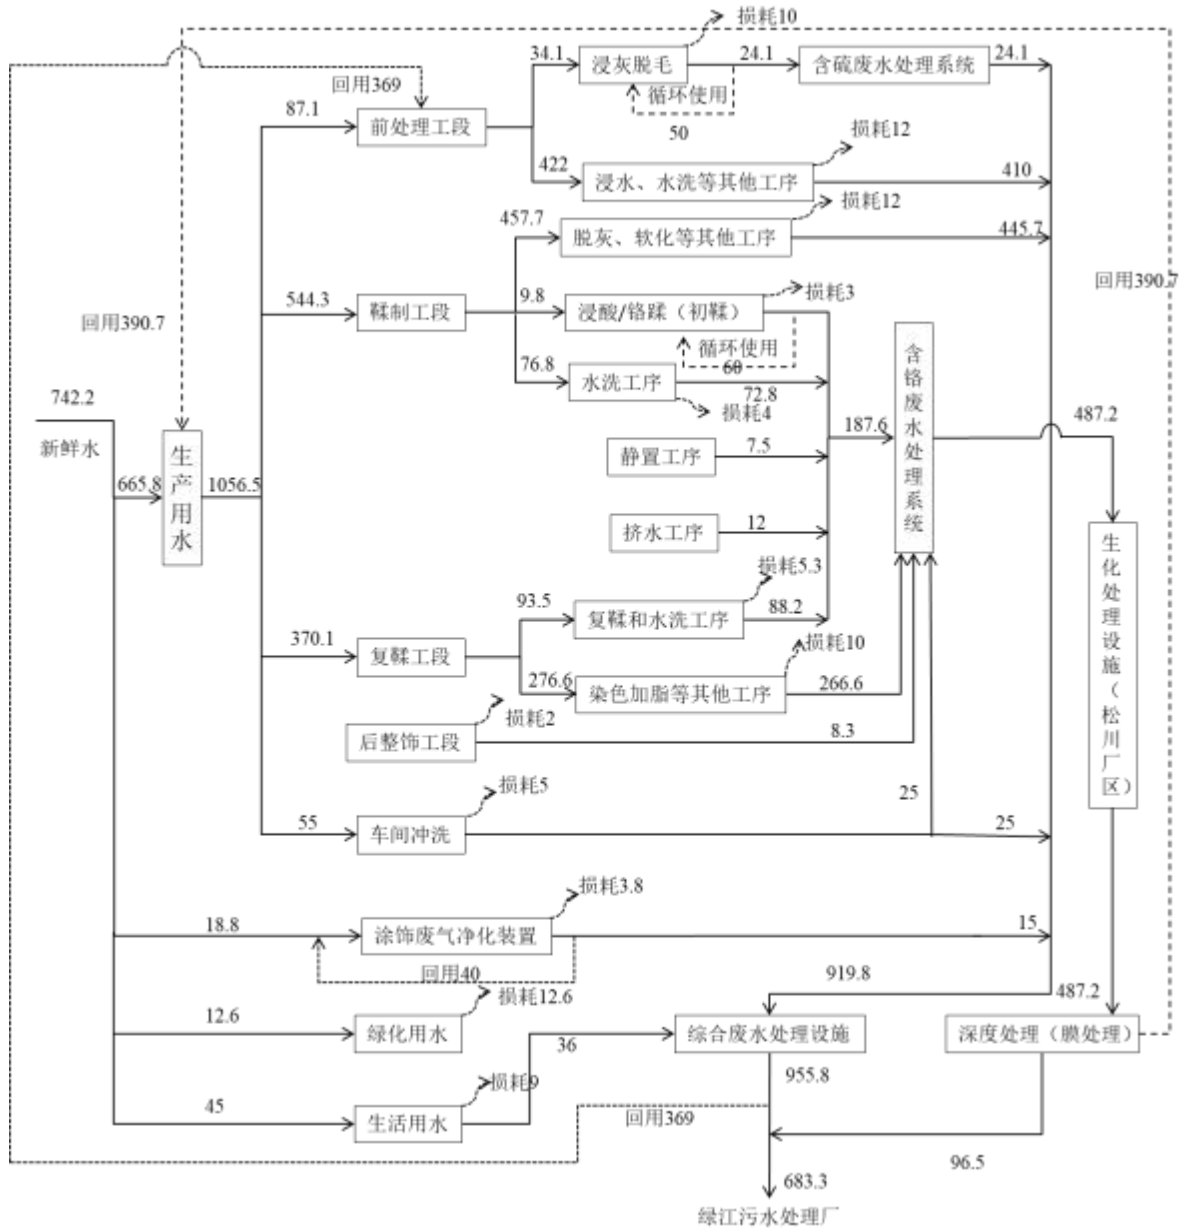 损耗10
34.1
浸灰脱毛
24.1
含硫废水处理系统
24.1
循环使用
50
回用369
87.1
前处理工段
损耗12
422
浸水、水洗等其他工序
410
损耗12
457.7
脱灰、软化等其他工序
445.7
回用390.7
544.3
鞣制工段
9.8
浸酸/铬蹂（初鞣）
损耗3
循环使用
60
回用390.7
76.8
水洗工序
72.8
损耗4
含铬废水处理系统
742.2
新鲜水
187.6
487.2
静置工序
7.5
665.8
生产用水
1056.5
挤水工序
12
生化处理设施（松川厂区）
损耗5.3
93.5
复鞣和水洗工序
88.2
370.1
复鞣工段
损耗10
276.6
染色加脂等其他工序
266.6
损耗2
后整饰工段
8.3
损耗5
25
55
车间冲洗
25
损耗3.8
18.8
涂饰废气净化装置
15
回用40
919.8
487.2
损耗12.6
12.6
绿化用水
36
综合废水处理设施
深度处理（膜处理）
955.8
损耗9
45
生活用水
回用369
96.5
683.3
绿江污水处理厂